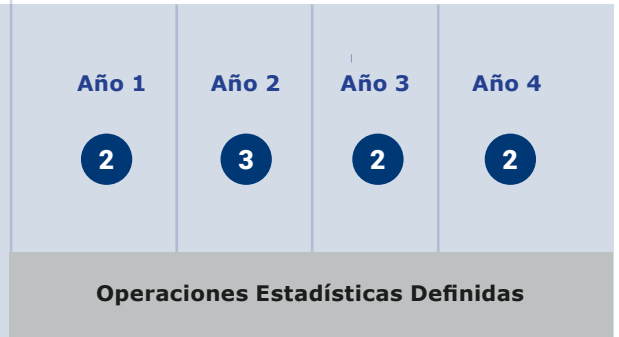 Año 1 Año 2 Año 3 Año 4
2 3 2 2
Operaciones Estadísticas Definidas